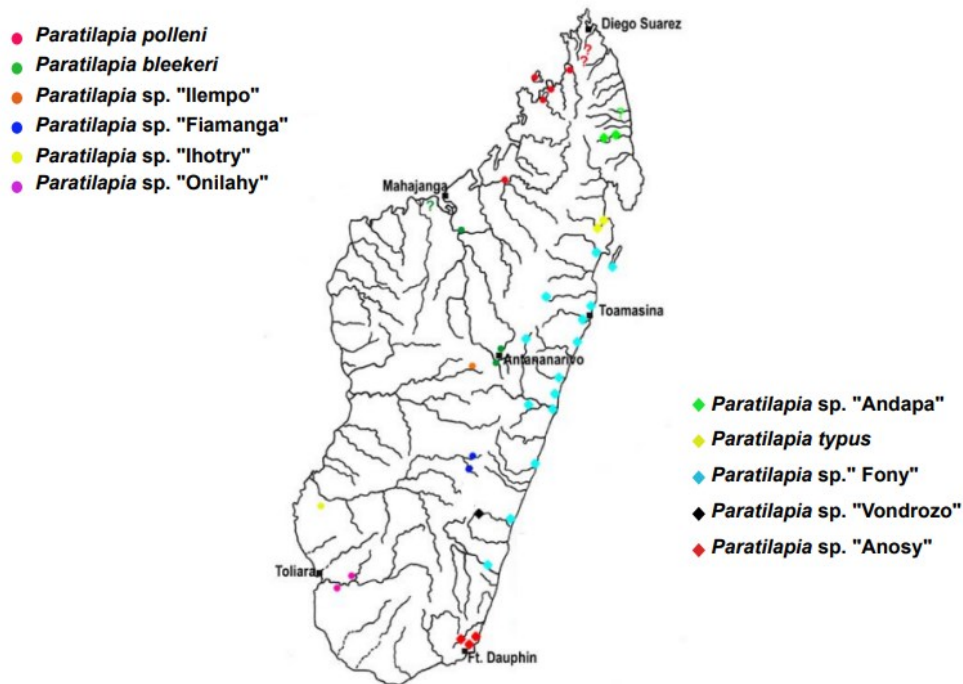 Paratilapia polleni
Paratilapia bleekeri
Paratilapia sp. "Ilempo"
Paratilapia sp. "Fiamanga"
Paratilapia sp. "Ihotry"
Paratilapia sp. "Onilahy"
Diego Suarez
?
?
?
Mahajanga
?
Toamasina
Antananarivo
Paratilapia sp. "Andapa"
Paratilapia typus
Paratilapia sp." Fony"
Paratilapia sp. "Vondrozo"
Paratilapia sp. "Anosy"
Toliara
Ft. Dauphin